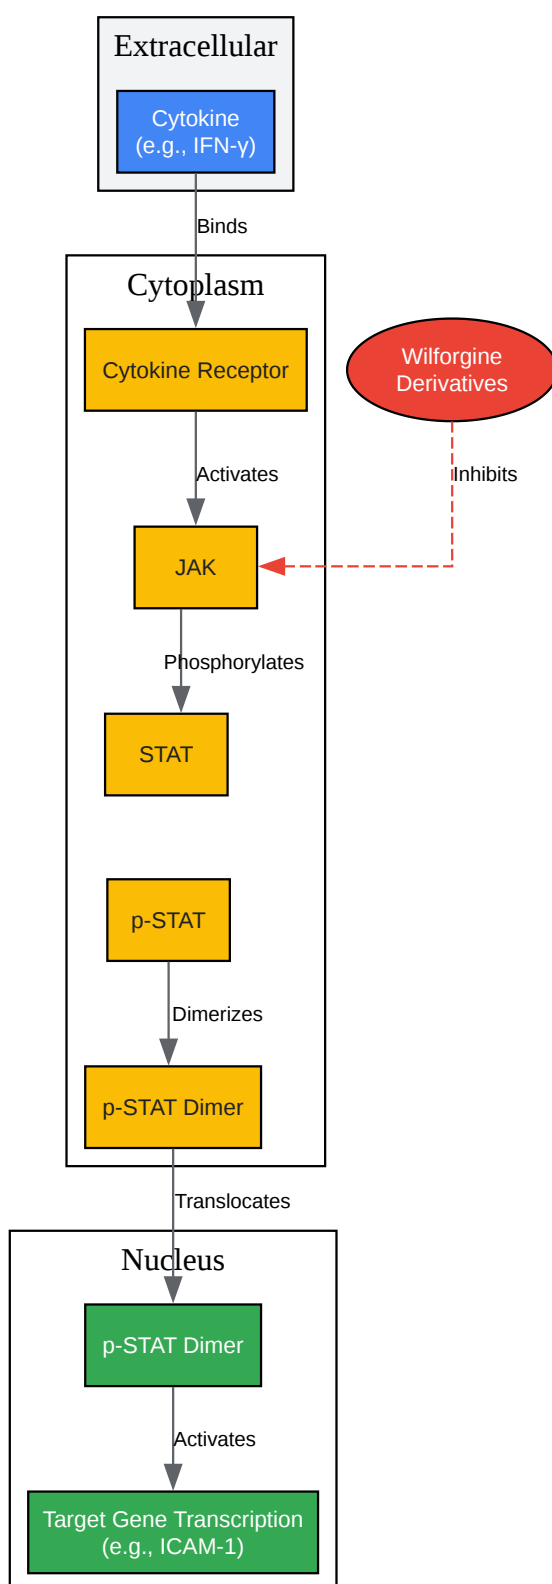 Extracellular
Cytokine
(e.g., IFN-γ)
Binds
Cytoplasm
Cytokine Receptor
Wilforgine
Derivatives
Activates
Inhibits
JAK
Phosphorylates
STAT
p-STAT
Dimerizes
p-STAT Dimer
Translocates
Nucleus
p-STAT Dimer
Activates
Target Gene Transcription
(e.g., ICAM-1)